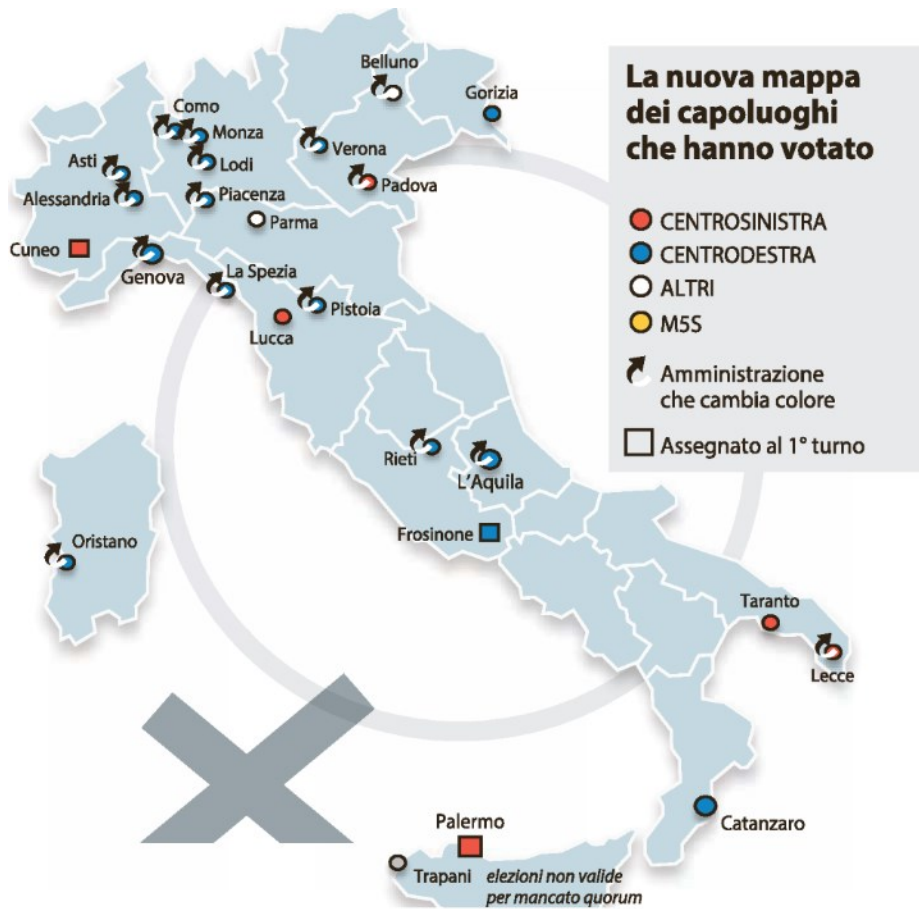 La nuova mappa
dei capoluoghi
che hanno votato
CENTROSINISTRA
CENTRODESTRA
ALTRI
M5S
Amministrazione
che cambia colore
Assegnato al 1° turno
Belluno
Gorizia
Como
Monza
Verona
Asti
Lodi
Padova
Alessandria
Piacenza
Parma
Cuneo
Genova
La Spezia
Pistoia
Lucca
Rieti
L'Aquila
Frosinone
Oristano
Taranto
Lecce
Catanzaro
Palermo
Trapani
elezioni non valide
per mancato quorum